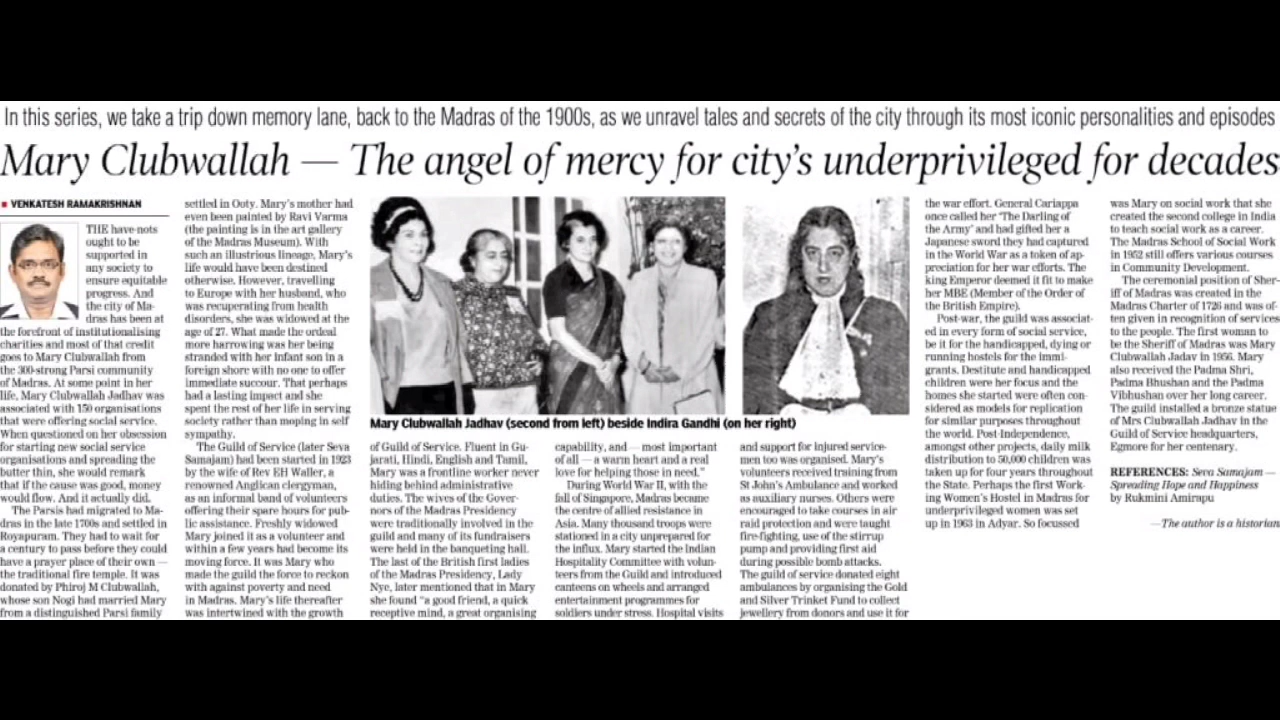 In this series, we take a trip down memory lane, back to the Madras of the 1900s, as we unravel tales and secrets of the city through its most iconic personalities and episodes
Mary Clubwallah — The angel of mercy for city's underprivileged for decades
VENKATESH RAMAKRISHNAN
THE have-nots
ought to be
supported in
any society to
ensure equitable
progress. And
the city of Ma-
dras has been at
the forefront of institutionalising
charities and most of that credit
goes to Mary Clubwallah from
the 300-strong Parsi community
of Madras. At some point in her
life, Mary Clubwallah Jadhav was
associated with 150 organisations
that were offering social service.
When questioned on her obsession
for starting new social service
organisations and spreading the
butter thin, she would remark
that if the cause was good, money
would flow. And it actually did.
The Parsis had migrated to Ma-
dras in the late 1700s and settled in
Royapuram. They had to wait for
a century to pass before they could
have a prayer place of their own —
the traditional fire temple. It was
donated by Phiroj M Clubwallah,
whose son Nogi had married Mary
from a distinguished Parsi family
settled in Ooty. Mary's mother had
even been painted by Ravi Varma
(the painting is in the art gallery
of the Madras Museum). With
such an illustrious lineage, Mary's
life would have been destined
otherwise. However, travelling
to Europe with her husband, who
was recuperating from health
disorders, she was widowed at the
age of 27. What made the ordeal
more harrowing was her being
stranded with her infant son in a
foreign shore with no one to offer
immediate succour. That perhaps
had a lasting impact and she
spent the rest of her life in serving
society rather than moping in self
sympathy.
The Guild of Service (later Seva
Samajam) had been started in 1923
by the wife of Rev EH Waller, a
renowned Anglican clergyman,
as an informal band of volunteers
offering their spare hours for pub-
lic assistance. Freshly widowed
Mary joined it as a volunteer and
within a few years had become its
moving force. It was Mary who
made the guild the force to reckon
with against poverty and need
in Madras. Mary's life thereafter
was intertwined with the growth
Mary Clubwallah Jadhav (second from left) beside Indira Gandhi (on her right)
of Guild of Service. Fluent in Gu-
jarati, Hindi, English and Tamil,
Mary was a frontline worker never
hiding behind administrative
duties. The wives of the Gover-
nors of the Madras Presidency
were traditionally involved in the
guild and many of its fundraisers
were held in the banqueting hall.
The last of the British first ladies
of the Madras Presidency, Lady
Nye, later mentioned that in Mary
she found "a good friend, a quick
receptive mind, a great organising
capability, and — most important
of all — a warm heart and a real
love for helping those in need."
During World War II, with the
fall of Singapore, Madras became
the centre of allied resistance in
Asia. Many thousand troops were
stationed in a city unprepared for
the influx. Mary started the Indian
Hospitality Committee with volun-
teers from the Guild and introduced
canteens on wheels and arranged
entertainment programmes for
soldiers under stress. Hospital visits
and support for injured service-
men too was organised. Mary's
volunteers received training from
St John's Ambulance and worked
as auxiliary nurses. Others were
encouraged to take courses in air
raid protection and were taught
fire-fighting, use of the stirrup
pump and providing first aid
during possible bomb attacks.
The guild of service donated eight
ambulances by organising the Gold
and Silver Trinket Fund to collect
jewellery from donors and use it for
the war effort. General Cariappa
once called her 'The Darling of
the Army' and had gifted her a
Japanese sword they had captured
in the World War as a token of ap-
preciation for her war efforts. The
king Emperor deemed it fit to make
her MBE (Member of the Order of
the British Empire).
Post-war, the guild was associat-
ed in every form of social service,
be it for the handicapped, dying or
running hostels for the immi-
grants. Destitute and handicapped
children were her focus and the
homes she started were often con-
sidered as models for replication
for similar purposes throughout
the world. Post-Independence,
amongst other projects, daily milk
distribution to 50,000 children was
taken up for four years throughout
the State. Perhaps the first Work-
ing Women's Hostel in Madras for
underprivileged women was set
up in 1963 in Adyar. So focussed
was Mary on social work that she
created the second college in India
to teach social work as a career.
The Madras School of Social Work
in 1952 still offers various courses
in Community Development.
The ceremonial position of Sher-
iff of Madras was created in the
Madras Charter of 1726 and was of-
ten given in recognition of services
to the people. The first woman to
be the Sheriff of Madras was Mary
Clubwallah Jadav in 1956. Mary
also received the Padma Shri,
Padma Bhushan and the Padma
Vibhushan over her long career.
The guild installed a bronze statue
of Mrs Clubwallah Jadhav in the
Guild of Service headquarters,
Egmore for her centenary.
REFERENCES: Seva Samajam —
Spreading Hope and Happiness
by Rukmini Amirapu
—The author is a historian